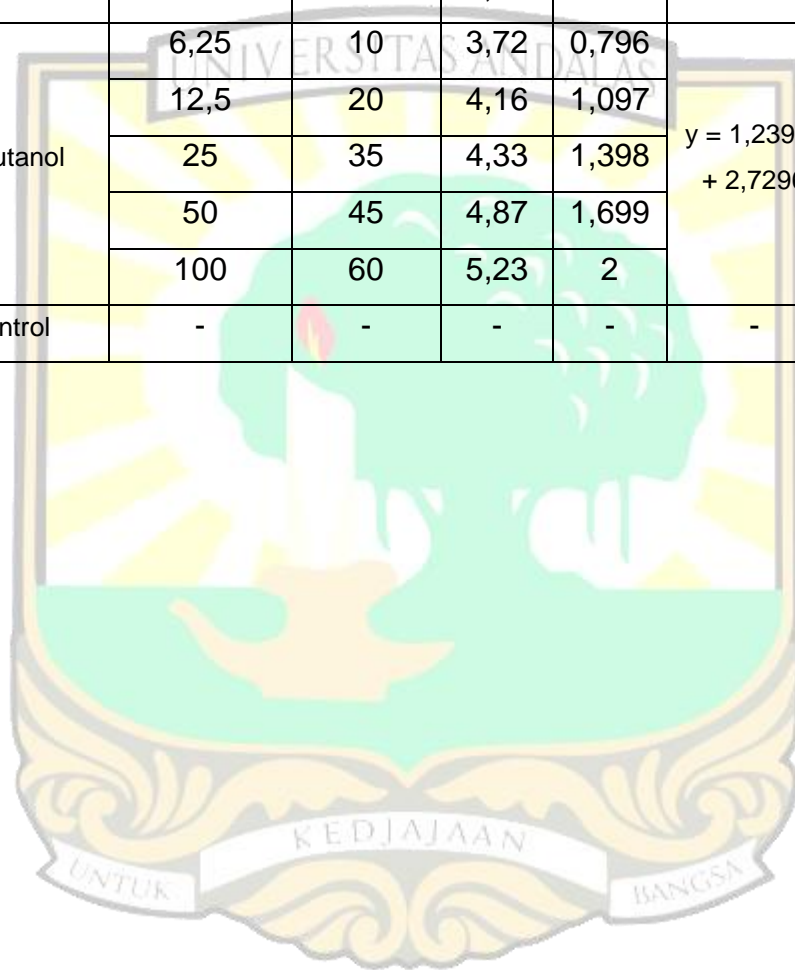 UNIVERSITAS ANDALAS
6,25 10 3,72 0,796
12,5 20 4,16 1,097
utanol 25 35 4,33 1,398 y = 1,239
+ 2,729
50 45 4,87 1,699
100 60 5,23 2
ntrol - - - - -
KEDJAJAAN
UNTUK BANGSA